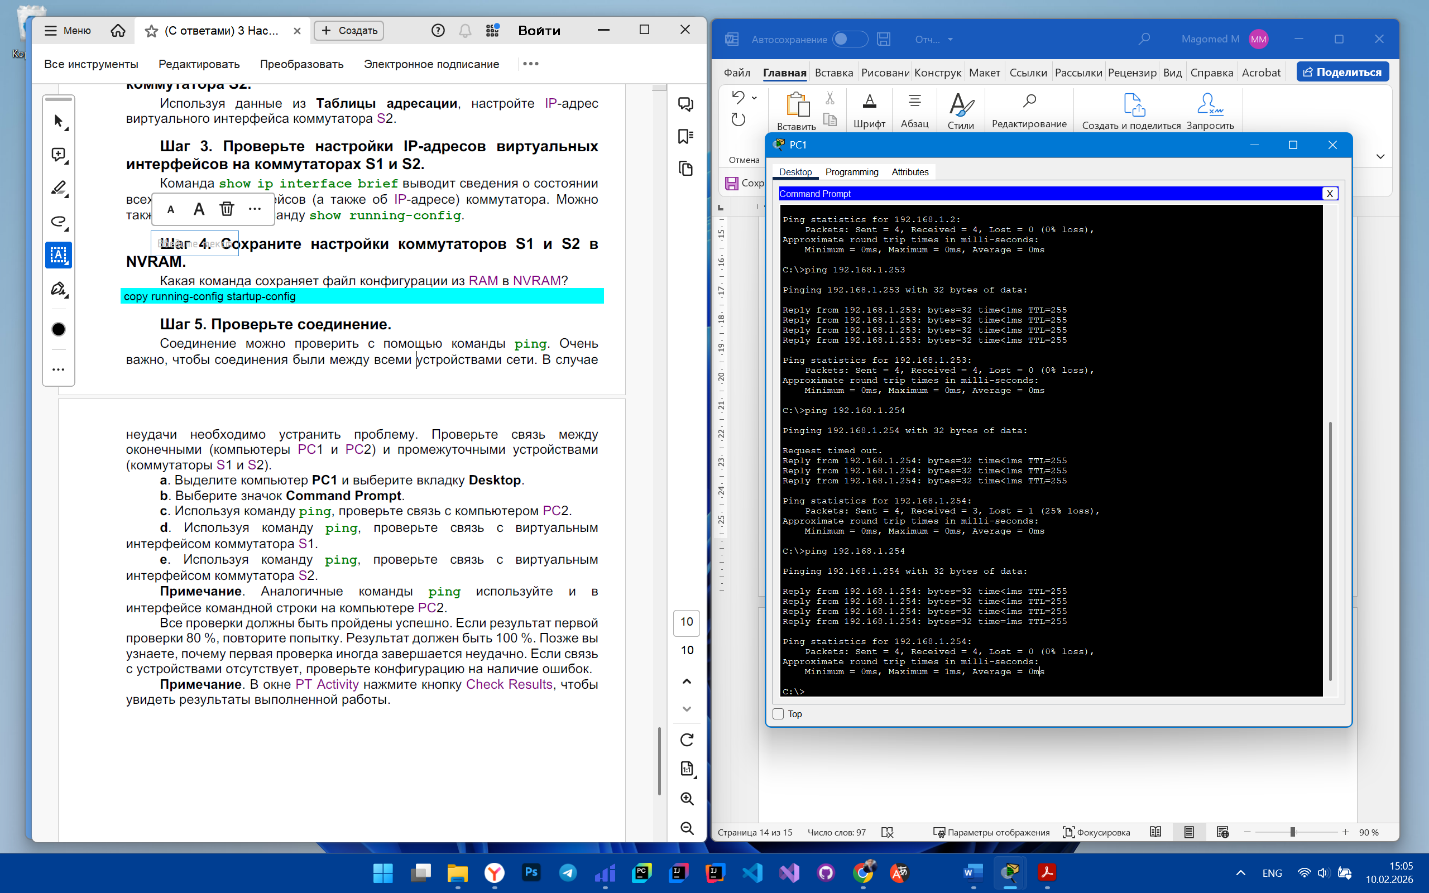 Меню
(С ответами) 3 Нас...
Создать
Войти
Все инструменты
Редактировать
Преобразовать
Электронное подписание
коммутатора S2.
Используя данные из Таблицы адресации, настройте IP-адрес
виртуального интерфейса коммутатора S2.
Шаг 3. Проверьте настройки IP-адресов виртуальных
интерфейсов на коммутаторах S1 и S2.
Команда show ip interface brief выводит сведения о состоянии
всех
йсов (а также об IP-адресе) коммутатора. Можно
такж
анду show running-config.
Шаг 4. Сохраните настройки коммутаторов S1 и S2 в
NVRAM.
Какая команда сохраняет файл конфигурации из RAM в NVRAM?
copy running-config startup-config
Шаг 5. Проверьте соединение.
Соединение можно проверить с помощью команды ping. Очень
важно, чтобы соединения были между всеми устройствами сети. В случае
неудачи необходимо устранить проблему. Проверьте связь между
оконечными (компьютеры PC1 и PC2) и промежуточными устройствами
(коммутаторы S1 и S2).
a. Выделите компьютер PC1 и выберите вкладку Desktop.
b. Выберите значок Command Prompt.
c. Используя команду ping, проверьте связь с компьютером PC2.
d. Используя команду ping, проверьте связь с виртуальным
интерфейсом коммутатора S1.
e. Используя команду ping, проверьте связь с виртуальным
интерфейсом коммутатора S2.
Примечание. Аналогичные команды ping используйте и в
интерфейсе командной строки на компьютере PC2.
Все проверки должны быть пройдены успешно. Если результат первой
проверки 80 %, повторите попытку. Результат должен быть 100 %. Позже вы
узнаете, почему первая проверка иногда завершается неудачно. Если связь
с устройствами отсутствует, проверьте конфигурацию на наличие ошибок.
Примечание. В окне PT Activity нажмите кнопку Check Results, чтобы
увидеть результаты выполненной работы.
10
10
Автосохранение
Отч...
Magomed M
MM
Файл Главная Вставка Рисовани Конструк Макет Ссылки Рассылки Рецензир Вид Справка Acrobat
Поделиться
Вставить
Шрифт
Абзац
Стили
Редактирование
Создать и поделиться
Запросить
Отмена
Сохр
PC1
Desktop Programming Attributes
Command Prompt
X
Ping statistics for 192.168.1.2:
Packets: Sent = 4, Received = 4, Lost = 0 (0% loss),
Approximate round trip times in milli-seconds:
Minimum = 0ms, Maximum = 0ms, Average = 0ms
C:\>ping 192.168.1.253
Pinging 192.168.1.253 with 32 bytes of data:
Reply from 192.168.1.253: bytes=32 time<1ms TTL=255
Reply from 192.168.1.253: bytes=32 time<1ms TTL=255
Reply from 192.168.1.253: bytes=32 time<1ms TTL=255
Reply from 192.168.1.253: bytes=32 time<1ms TTL=255
Ping statistics for 192.168.1.253:
Packets: Sent = 4, Received = 4, Lost = 0 (0% loss),
Approximate round trip times in milli-seconds:
Minimum = 0ms, Maximum = 0ms, Average = 0ms
C:\>ping 192.168.1.254
Pinging 192.168.1.254 with 32 bytes of data:
Request timed out.
Reply from 192.168.1.254: bytes=32 time<1ms TTL=255
Reply from 192.168.1.254: bytes=32 time<1ms TTL=255
Reply from 192.168.1.254: bytes=32 time<1ms TTL=255
Ping statistics for 192.168.1.254:
Packets: Sent = 4, Received = 3, Lost = 1 (25% loss),
Approximate round trip times in milli-seconds:
Minimum = 0ms, Maximum = 0ms, Average = 0ms
C:\>ping 192.168.1.254
Pinging 192.168.1.254 with 32 bytes of data:
Reply from 192.168.1.254: bytes=32 time<1ms TTL=255
Reply from 192.168.1.254: bytes=32 time<1ms TTL=255
Reply from 192.168.1.254: bytes=32 time<1ms TTL=255
Reply from 192.168.1.254: bytes=32 time=1ms TTL=255
Ping statistics for 192.168.1.254:
Packets: Sent = 4, Received = 4, Lost = 0 (0% loss),
Approximate round trip times in milli-seconds:
Minimum = 0ms, Maximum = 1ms, Average = 0ms
C:\>
Top
Страница 14 из 15
Число слов: 97
Параметры отображения
Фокусировка
90 %
ENG
15:05
10.02.2026